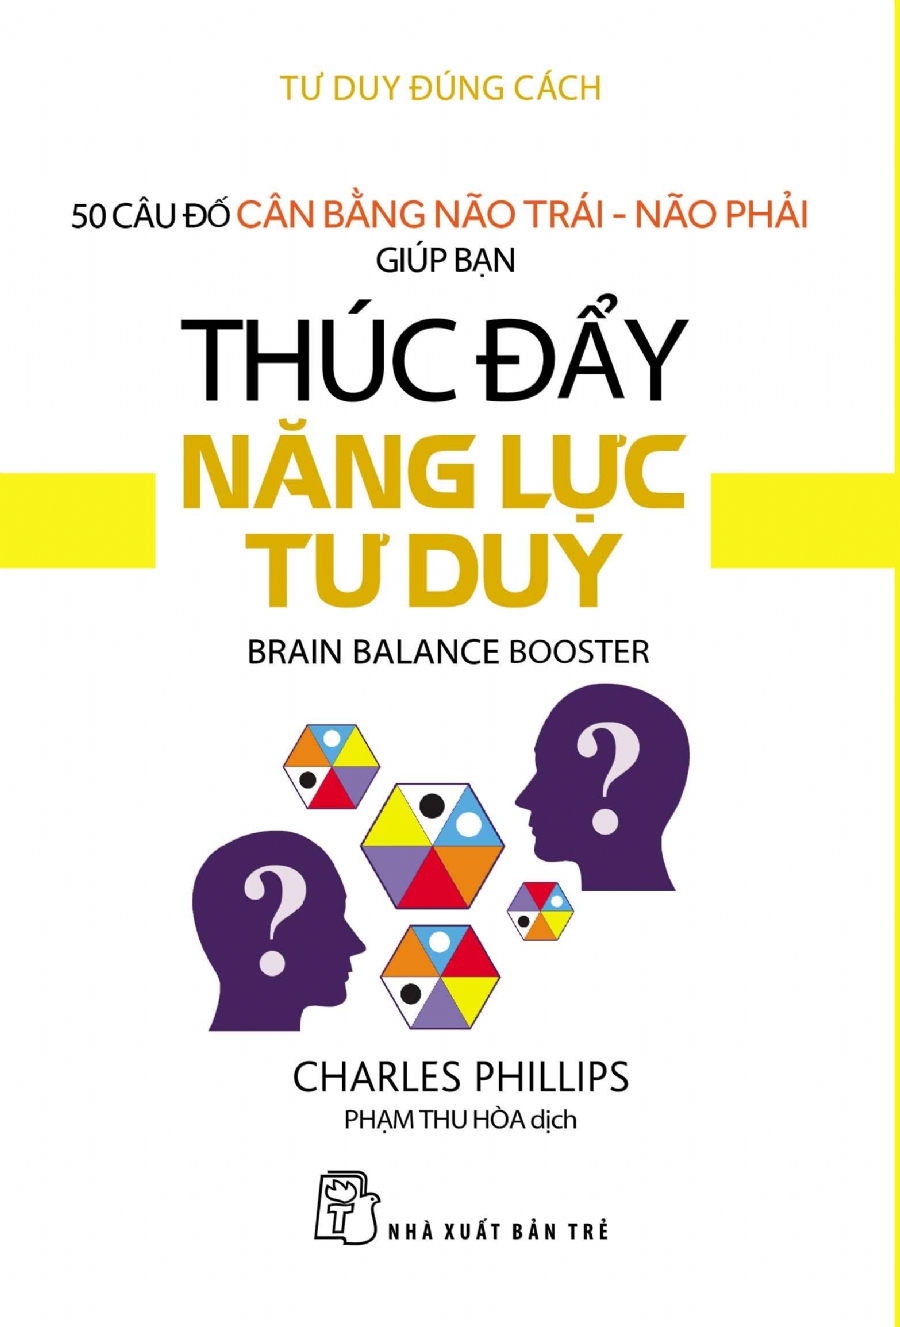 TƯ DUY ĐÚNG CÁCH
50 CÂU ĐỐ CÂN BẰNG NÃO TRÁI - NÃO PHẢI
GIÚP BẠN
THÚC ĐẨY
NĂNG LỰC
TƯ DUY
BRAIN BALANCE BOOSTER
?
?
CHARLES PHILLIPS
PHẠM THU HÒA dịch
T
NHÀ XUẤT BẢN TRẺ